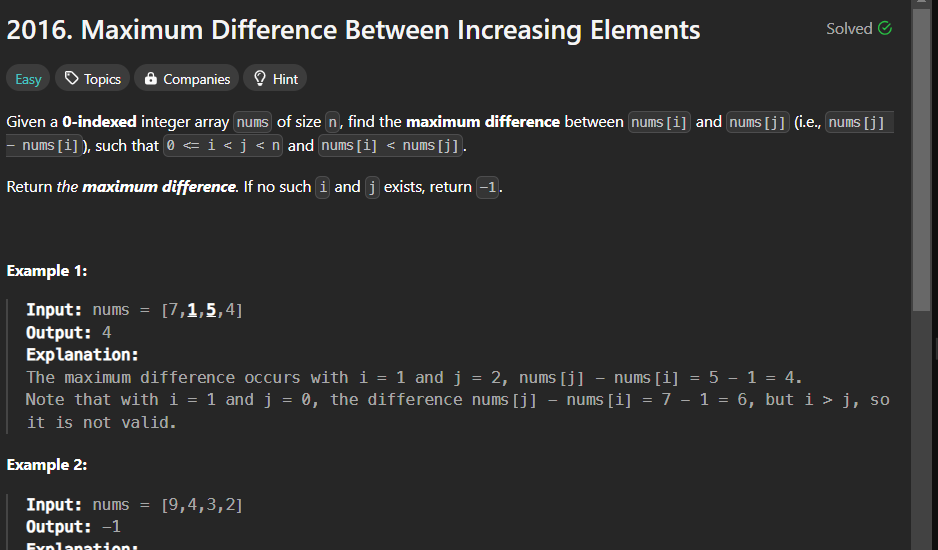 2016. Maximum Difference Between Increasing Elements
Solved
Easy Topics Companies Hint
Given a 0-indexed integer array nums of size n, find the maximum difference between nums[i] and nums[j] (i.e., nums[j]
- nums[i]), such that 0 <= i < j < n and nums[i] < nums[j].
Return the maximum difference. If no such i and j exists, return -1.
Example 1:
Input: nums = [7,1,5,4]
Output: 4
Explanation:
The maximum difference occurs with i = 1 and j = 2, nums[j] - nums[i] = 5 - 1 = 4.
Note that with i = 1 and j = 0, the difference nums[j] - nums[i] = 7 - 1 = 6, but i > j, so
it is not valid.
Example 2:
Input: nums = [9,4,3,2]
Output: -1
Explanation: